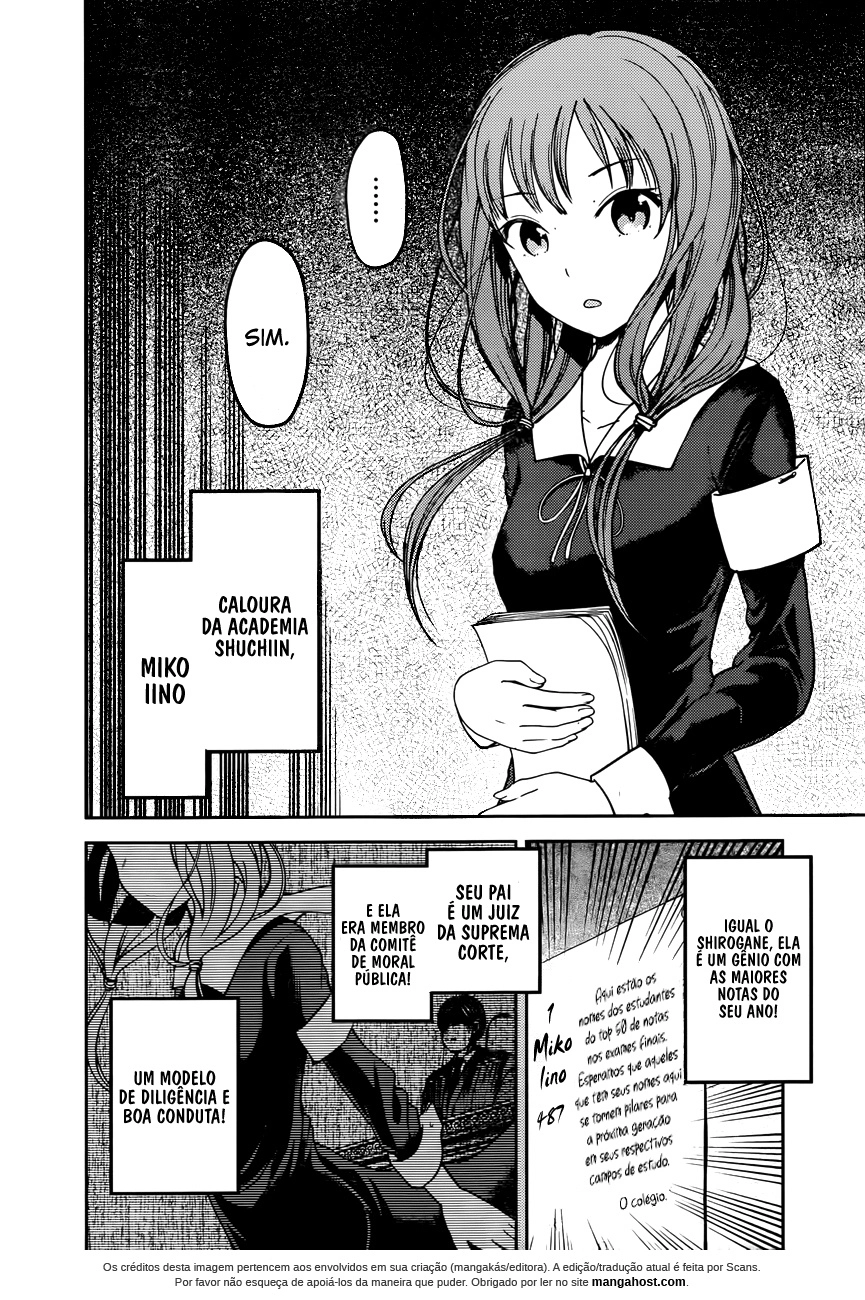 ......
SIM.
CALOURA
DA ACADEMIA
SHUCHIIN,
MIKO
IINO
IGUAL O
SHIROGANE, ELA
É UM GÊNIO COM
AS MAIORES
NOTAS DO
SEU ANO!
Aqui estão os
nomes dos estudantes
do top 50 de notas
nos exames finais.
Esperamos que aqueles
que tem seus nomes aqui
se tornem pilares para
a próxima geração
em seus respectivos
campos de estudo.
O colégio.
1
Miko
Iino
487
SEU PAI
É UM JUIZ
DA SUPREMA
CORTE,
E ELA
ERA MEMBRO
DA COMITÊ
DE MORAL
PÚBLICA!
UM MODELO
DE DILIGÊNCIA E
BOA CONDUTA!
Os créditos desta imagem pertencem aos envolvidos em sua criação (mangakás/editora). A edição/tradução atual é feita por Scans.
Por favor não esqueça de apoiá-los da maneira que puder. Obrigado por ler no site mangahost.com.